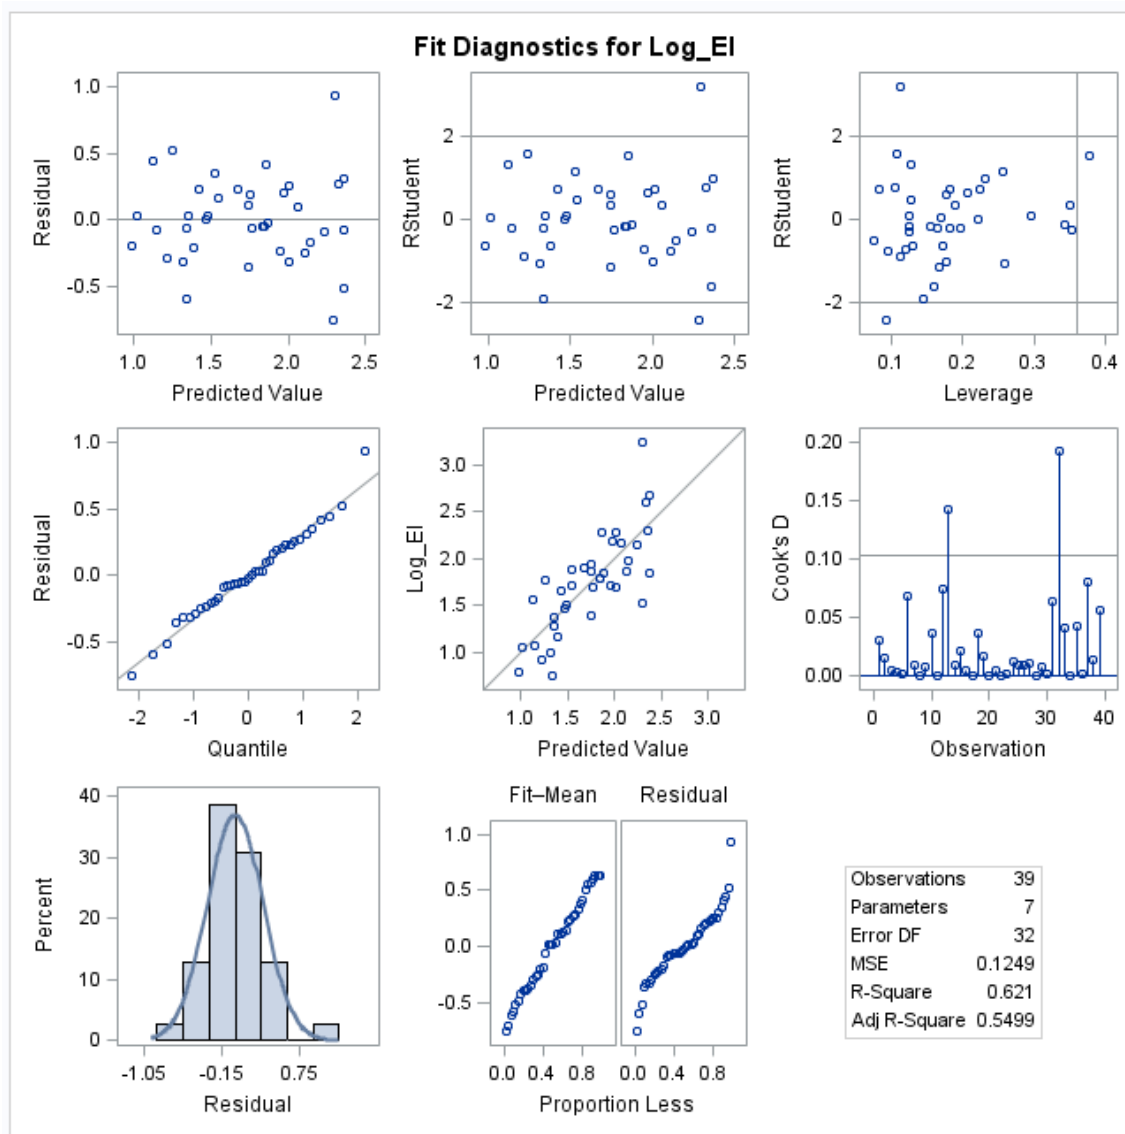 Fit Diagnostics for Log_EI
1.0
0.5
0.0
-0.5
Residual
1.0 1.5 2.0 2.5
Predicted Value
2
0
-2
RStudent
1.0 1.5 2.0 2.5
Predicted Value
2
0
-2
RStudent
0.1 0.2 0.3 0.4
Leverage
1.0
0.5
0.0
-0.5
Residual
-2 -1 0 1 2
Quantile
3.0
2.5
2.0
1.5
1.0
Log_EI
1.0 1.5 2.0 2.5 3.0
Predicted Value
0.20
0.15
0.10
0.05
0.00
Cook's D
0 10 20 30 40
Observation
40
30
20
10
0
Percent
-1.05 -0.15 0.75
Residual
Fit–Mean Residual
1.0
0.5
0.0
-0.5
0.0 0.4 0.8 0.0 0.4 0.8
Proportion Less
Observations 39
Parameters 7
Error DF 32
MSE 0.1249
R-Square 0.621
Adj R-Square 0.5499